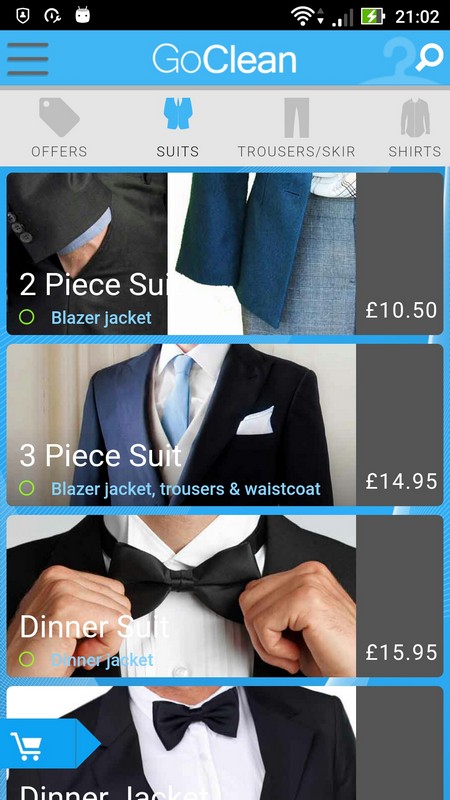 21:02
GoClean
OFFERS
SUITS
TROUSERS/SKIR
SHIRTS
2 Piece Sui
Blazer jacket
£10.50
3 Piece Suit
Blazer jacket, trousers & waistcoat
£14.95
Dinner Suit
Dinner jacket
£15.95
Dinner Jacket